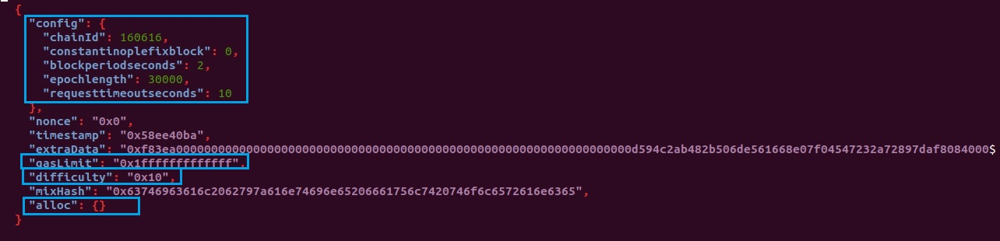 {
"config": {
"chainId": 160616,
"constantinoplefixblock": 0,
"blockperiodseconds": 2,
"epochlength": 30000,
"requesttimeoutseconds": 10
},
"nonce": "0x0",
"timestamp": "0x58ee40ba",
"extraData": "0xf83ea00000000000000000000000000000000000000000000000000000000000000000d594c2ab482b506de561668e07f04547232a72897daf8084000$
"gasLimit": "0x1fffffffffffff",
"difficulty": "0x10",
"mixHash": "0x63746963616c2062797a616e74696e65206661756c7420746f6c6572616e6365",
"alloc": {}
}